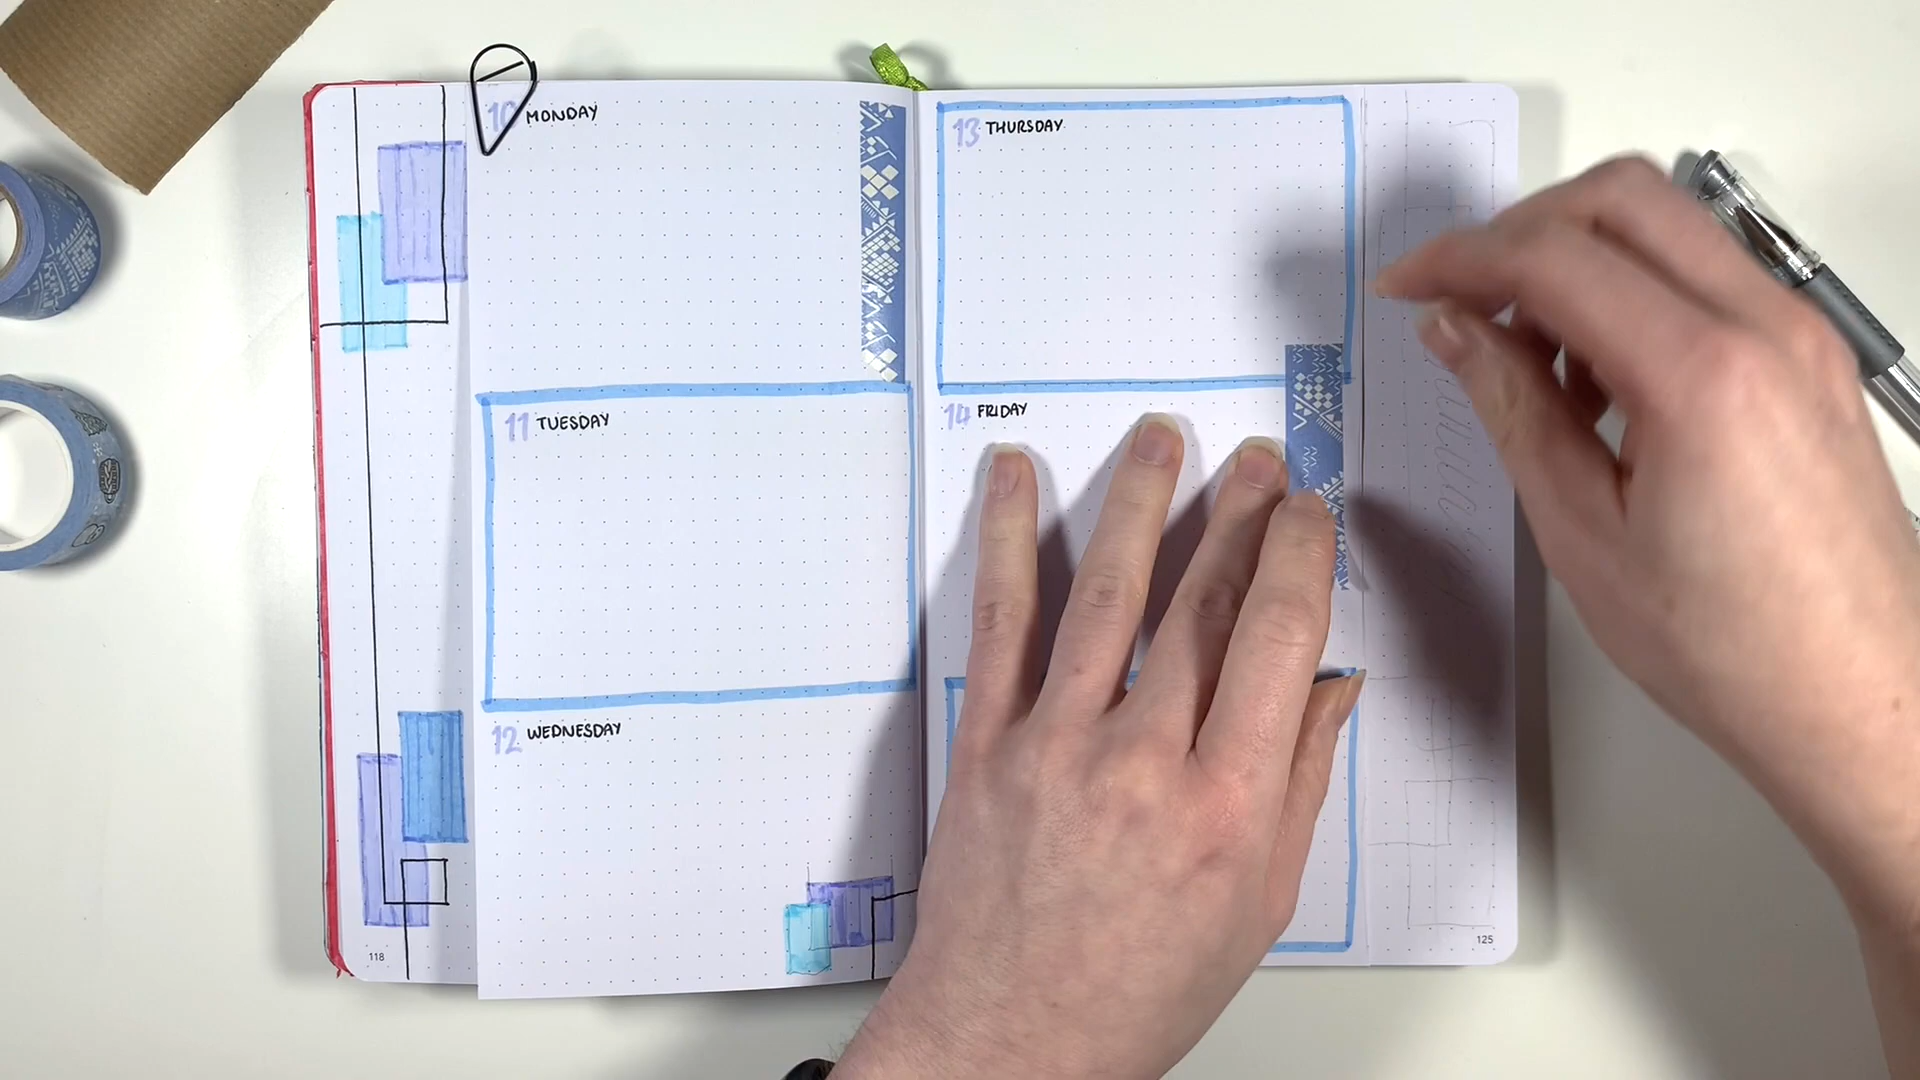 10 MONDAY
11 TUESDAY
12 WEDNESDAY
118
13 THURSDAY
14 FRIDAY
125